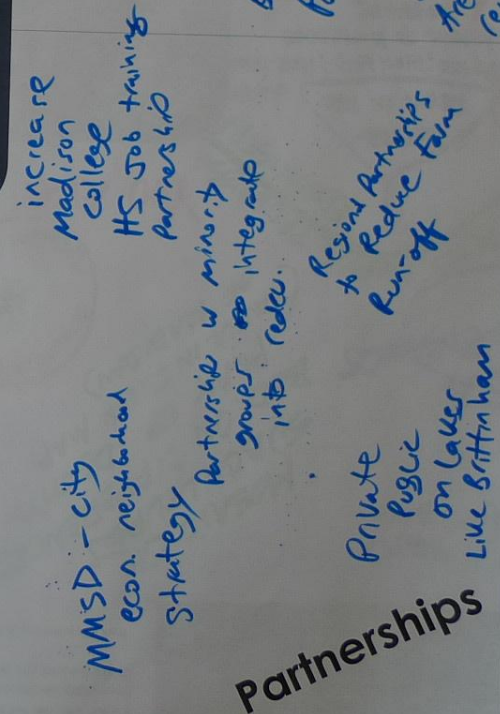 Partnerships
MMSD - City
econ. neighborhood
Strategy
increase
Madison
College
HS Job training
Partnership
Partnership w minority
groups to integrate
into redev.
Private
Public
on Lakes
Like Brittinham
Regional Partnerships
to Reduce Farm
Run-off